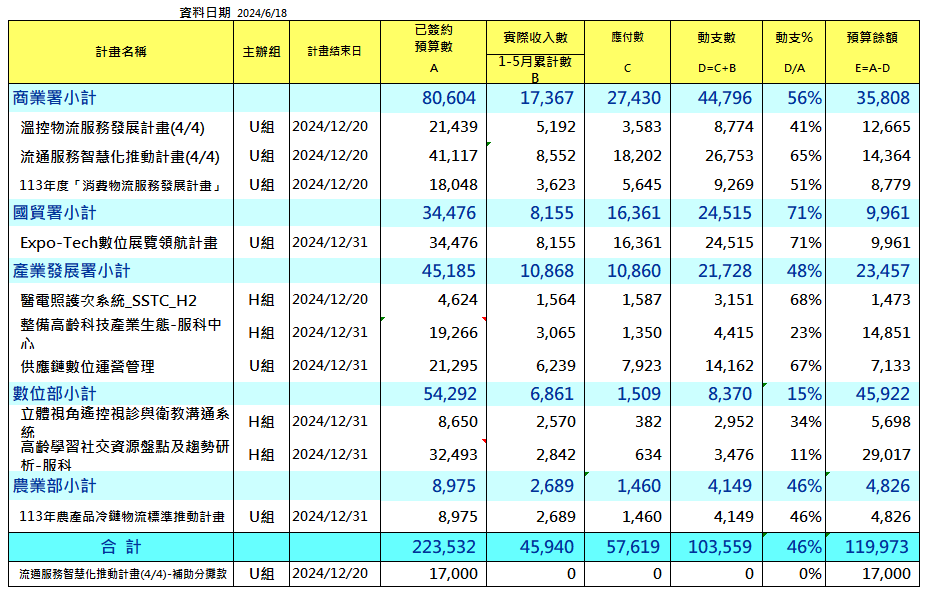 資料日期 2024/6/18
計畫名稱 主辦組 計畫結束日 已簽約預算數 A 實際收入數 1-5月累計數 B 應付數 C 動支數 D=C+B 動支% D/A 預算餘額 E=A-D
商業署小計 80,604 17,367 27,430 44,796 56% 35,808
溫控物流服務發展計畫(4/4) U組 2024/12/20 21,439 5,192 3,583 8,774 41% 12,665
流通服務智慧化推動計畫(4/4) U組 2024/12/20 41,117 8,552 18,202 26,753 65% 14,364
113年度「消費物流服務發展計畫」 U組 2024/12/20 18,048 3,623 5,645 9,269 51% 8,779
國貿署小計 34,476 8,155 16,361 24,515 71% 9,961
Expo-Tech數位展覽領航計畫 U組 2024/12/31 34,476 8,155 16,361 24,515 71% 9,961
產業發展署小計 45,185 10,868 10,860 21,728 48% 23,457
醫電照護次系統_SSTC_H2 H組 2024/12/20 4,624 1,564 1,587 3,151 68% 1,473
整備高齡科技產業生態-服科中心 H組 2024/12/31 19,266 3,065 1,350 4,415 23% 14,851
供應鏈數位運營管理 U組 2024/12/31 21,295 6,239 7,923 14,162 67% 7,133
數位部小計 54,292 6,861 1,509 8,370 15% 45,922
立體視角遙控視診與衛教溝通系統 H組 2024/12/31 8,650 2,570 382 2,952 34% 5,698
高齡學習社交資源盤點及趨勢研析-服科 H組 2024/12/31 32,493 2,842 634 3,476 11% 29,017
農業部小計 8,975 2,689 1,460 4,149 46% 4,826
113年農產品冷鏈物流標準推動計畫 U組 2024/12/31 8,975 2,689 1,460 4,149 46% 4,826
合 計 223,532 45,940 57,619 103,559 46% 119,973
流通服務智慧化推動計畫(4/4)-補助分攤款 U組 2024/12/20 17,000 0 0 0 0% 17,000